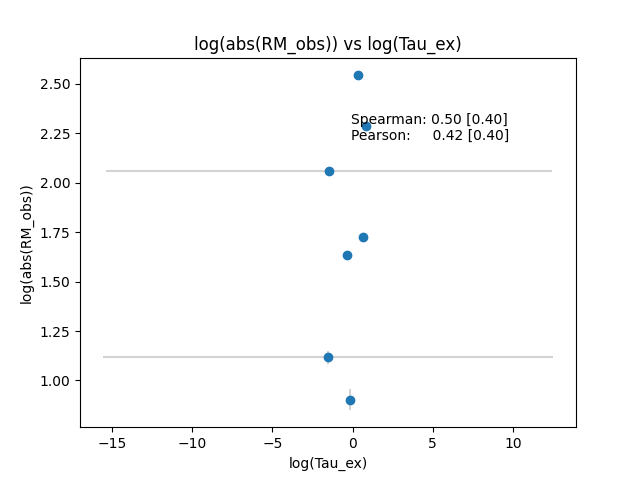 log(abs(RM_obs)) vs log(Tau_ex)
2.50
Spearman: 0.50 [0.40]
2.25
Pearson: 0.42 [0.40]
2.00
1.75
1.50
1.25
1.00
log(abs(RM_obs))
−15 −10 −5 0 5 10
log(Tau_ex)